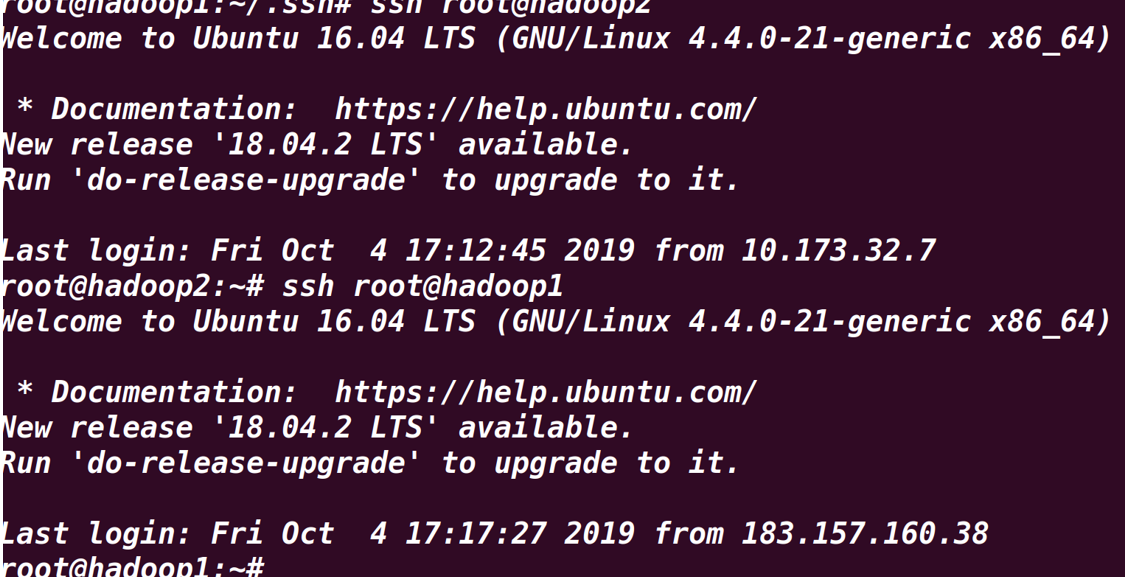 root@hadoop1:~/.ssh# ssh root@hadoop2
Welcome to Ubuntu 16.04 LTS (GNU/Linux 4.4.0-21-generic x86_64)
* Documentation:  https://help.ubuntu.com/
New release '18.04.2 LTS' available.
Run 'do-release-upgrade' to upgrade to it.
Last login: Fri Oct  4 17:12:45 2019 from 10.173.32.7
root@hadoop2:~# ssh root@hadoop1
Welcome to Ubuntu 16.04 LTS (GNU/Linux 4.4.0-21-generic x86_64)
* Documentation:  https://help.ubuntu.com/
New release '18.04.2 LTS' available.
Run 'do-release-upgrade' to upgrade to it.
Last login: Fri Oct  4 17:17:27 2019 from 183.157.160.38
root@hadoop1:~#